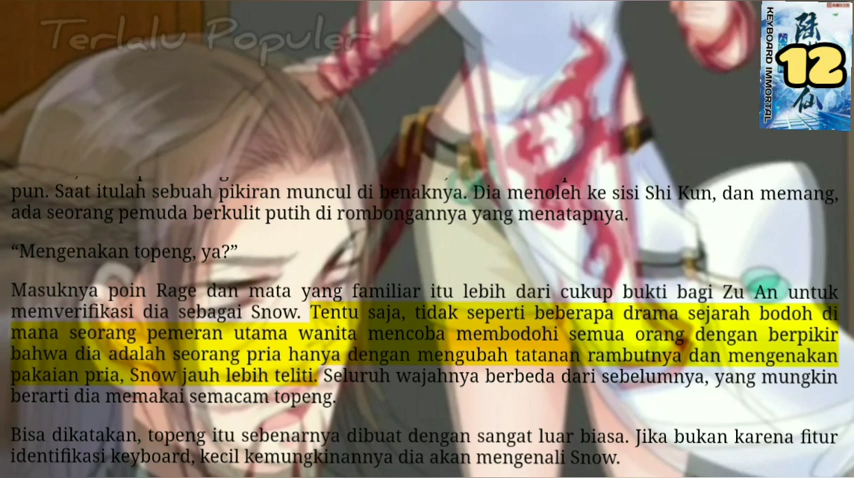 Terlalu Populer
KEYBOARD IMMORTAL
12
仙
pun. Saat itulah sebuah pikiran muncul di benaknya. Dia menoleh ke sisi Shi Kun, dan memang,
ada seorang pemuda berkulit putih di rombongannya yang menatapnya.
“Mengenakan topeng, ya?”
Masuknya poin Rage dan mata yang familiar itu lebih dari cukup bukti bagi Zu An untuk
memverifikasi dia sebagai Snow. Tentu saja, tidak seperti beberapa drama sejarah bodoh di
mana seorang pemeran utama wanita mencoba membodohi semua orang dengan berpikir
bahwa dia adalah seorang pria hanya dengan mengubah tatanan rambutnya dan mengenakan
pakaian pria, Snow jauh lebih teliti. Seluruh wajahnya berbeda dari sebelumnya, yang mungkin
berarti dia memakai semacam topeng.
Bisa dikatakan, topeng itu sebenarnya dibuat dengan sangat luar biasa. Jika bukan karena fitur
identifikasi keyboard, kecil kemungkinannya dia akan mengenali Snow.